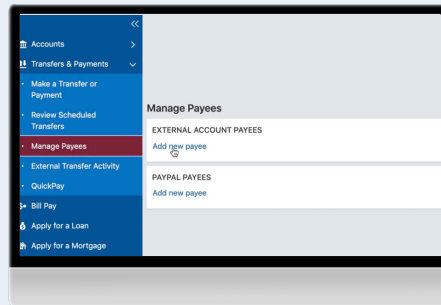 Accounts
Transfers & Payments
Make a Transfer or
Payment
Review Scheduled
Transfers
Manage Payees
External Transfer Activity
QuickPay
Bill Pay
Apply for a Loan
Apply for a Mortgage
Manage Payees
EXTERNAL ACCOUNT PAYEES
Add new payee
PAYPAL PAYEES
Add new payee